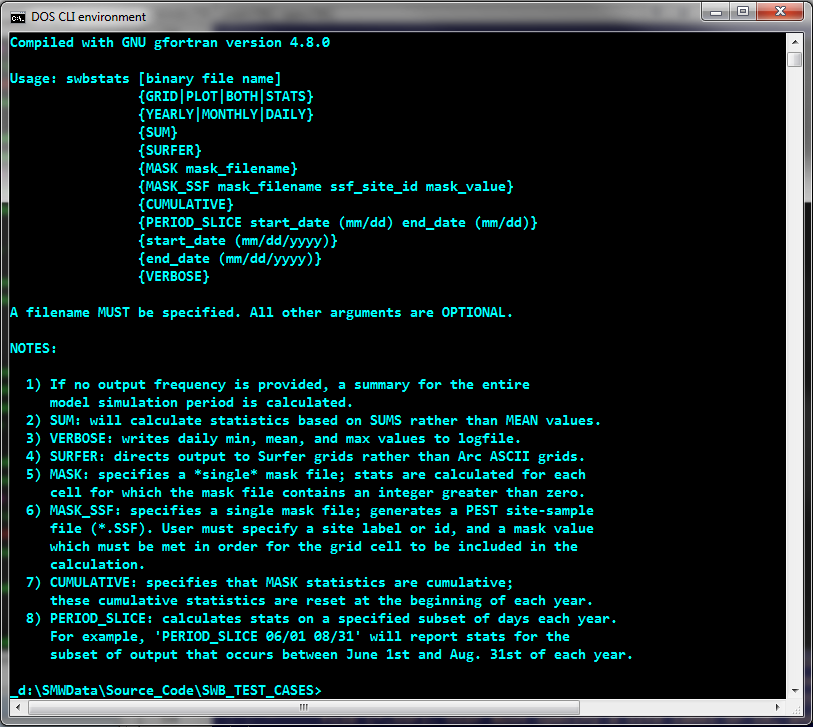 DOS CLI environment
Compiled with GNU gfortran version 4.8.0
Usage: swbstats [binary file name]
{GRID|PLOT|BOTH|STATS}
{YEARLY|MONTHLY|DAILY}
{SUM}
{SURFER}
{MASK mask_filename}
{MASK_SSF mask_filename ssf_site_id mask_value}
{CUMULATIVE}
{PERIOD_SLICE start_date (mm/dd) end_date (mm/dd)}
{start_date (mm/dd/yyyy)}
{end_date (mm/dd/yyyy)}
{VERBOSE}
A filename MUST be specified. All other arguments are OPTIONAL.
NOTES:
1) If no output frequency is provided, a summary for the entire
model simulation period is calculated.
2) SUM: will calculate statistics based on SUMS rather than MEAN values.
3) VERBOSE: writes daily min, mean, and max values to logfile.
4) SURFER: directs output to Surfer grids rather than Arc ASCII grids.
5) MASK: specifies a *single* mask file; stats are calculated for each
cell for which the mask file contains an integer greater than zero.
6) MASK_SSF: specifies a single mask file; generates a PEST site-sample
file (*.SSF). User must specify a site label or id, and a mask value
which must be met in order for the grid cell to be included in the
calculation.
7) CUMULATIVE: specifies that MASK statistics are cumulative;
these cumulative statistics are reset at the beginning of each year.
8) PERIOD_SLICE: calculates stats on a specified subset of days each year.
For example, 'PERIOD_SLICE 06/01 08/31' will report stats for the
subset of output that occurs between June 1st and Aug. 31st of each year.
_d:\SMWData\Source_Code\SWB_TEST_CASES>